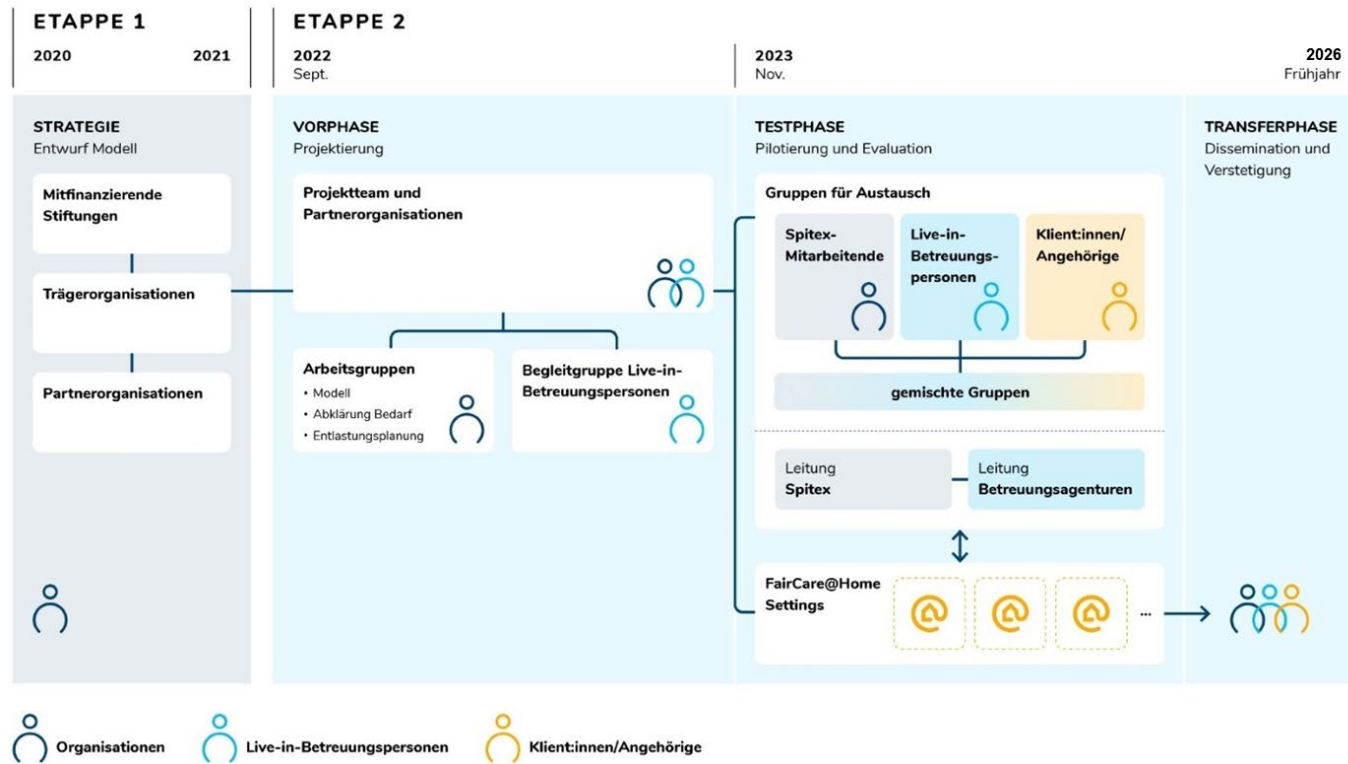 ETAPPE 1
2020 2021
ETAPPE 2
2022
Sept.
2023
Nov.
2026
Frühjahr
STRATEGIE
Entwurf Modell
Mitfinanzierende
Stiftungen
Trägerorganisationen
Partnerorganisationen
VORPHASE
Projektierung
Projektteam und
Partnerorganisationen
Arbeitsgruppen
• Modell
• Abklärung Bedarf
• Entlastungsplanung
Begleitgruppe Live-in-
Betreuungspersonen
TESTPHASE
Pilotierung und Evaluation
Gruppen für Austausch
Spitex-
Mitarbeitende
Live-in-
Betreuungs-
personen
Klient:innen/
Angehörige
gemischte Gruppen
Leitung
Spitex
Leitung
Betreuungsagenturen
FairCare@Home
Settings
...
TRANSFERPHASE
Dissemination und
Verstetigung
Organisationen
Live-in-Betreuungspersonen
Klient:innen/Angehörige